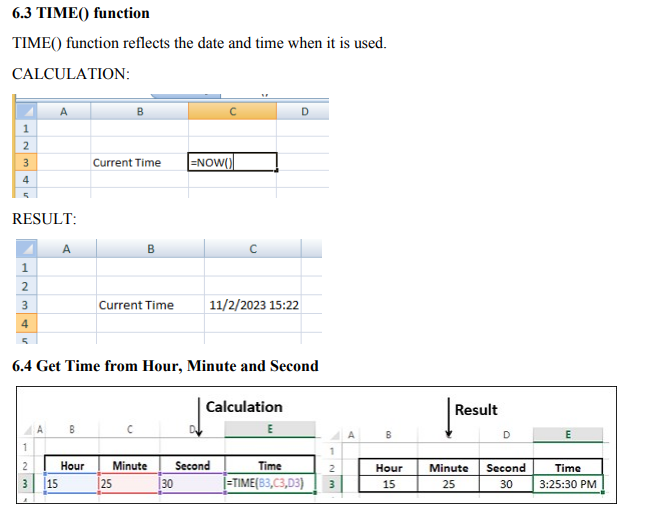 6.3 TIME() function
TIME() function reflects the date and time when it is used.
CALCULATION:
A B C D
1
2
3 Current Time =NOW()
4
5
RESULT:
A B C
1
2
3 Current Time 11/2/2023 15:22
4
5
6.4 Get Time from Hour, Minute and Second
Calculation
A B C D E
1
2 Hour Minute Second Time
3 15 25 30 =TIME(B3,C3,D3)
Result
A B D E
1
2 Hour Minute Second Time
3 15 25 30 3:25:30 PM